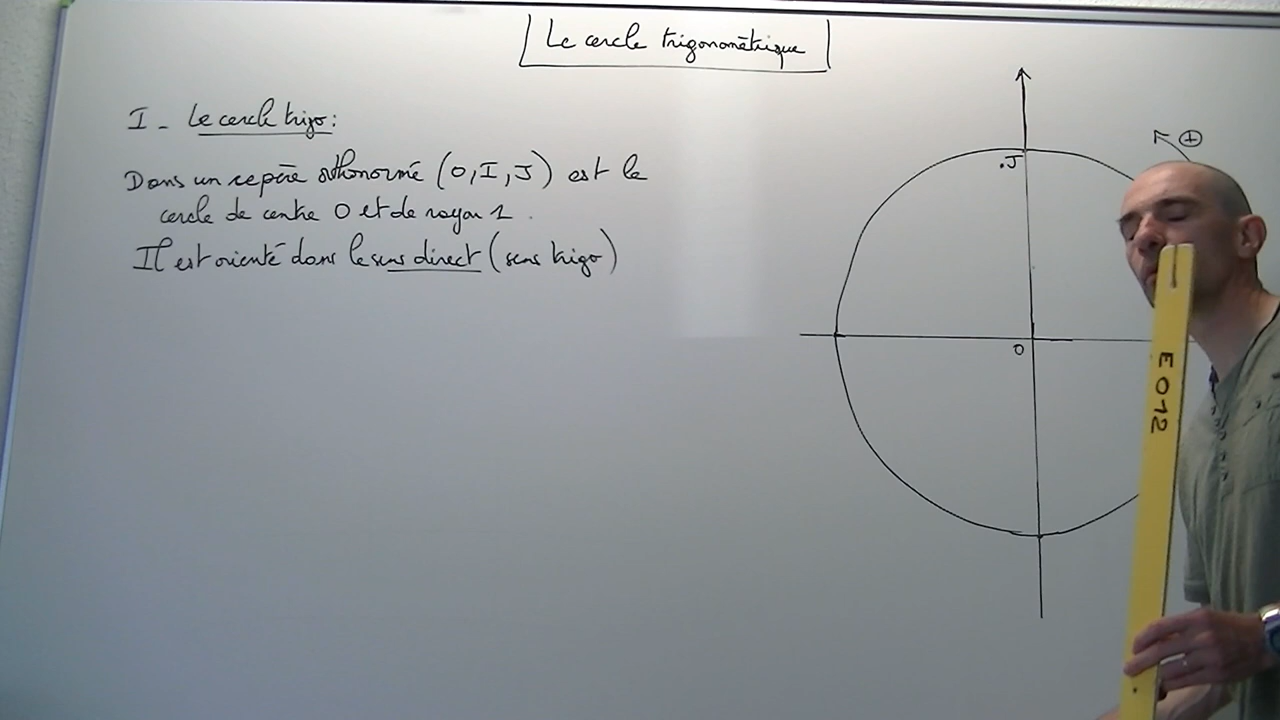 Le cercle trigonométrique
I - Le cercle trigo :
Dans un repère orthonormé (O, I, J) est le
cercle de centre O et de rayon 1.
Il est orienté dans le sens direct (sens trigo)
+
.J
O
E 012